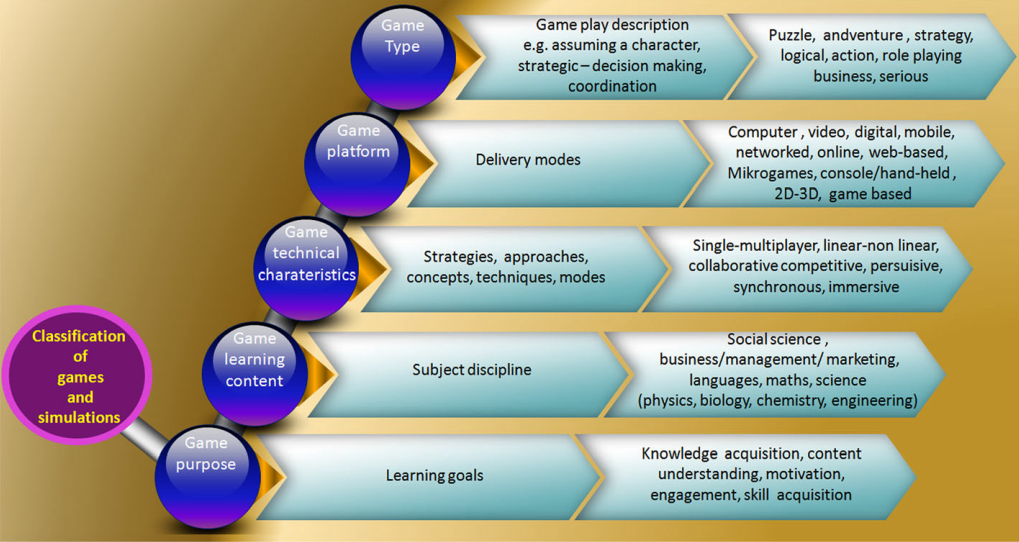 Game
Type
Game play description
e.g. assuming a character,
strategic – decision making,
coordination
Puzzle, andventure , strategy,
logical, action, role playing
business, serious
Game
platform
Delivery modes
Computer , video, digital, mobile,
networked, online, web-based,
Mikrogames, console/hand-held ,
2D-3D, game based
Game
technical
charateristics
Strategies, approaches,
concepts, techniques, modes
Single-multiplayer, linear-non linear,
collaborative competitive, persuisive,
synchronous, immersive
Classification
of
games
and
simulations
Game
learning
content
Subject discipline
Social science ,
business/management/ marketing,
languages, maths, science
(physics, biology, chemistry, engineering)
Game
purpose
Learning goals
Knowledge acquisition, content
understanding, motivation,
engagement, skill acquisition